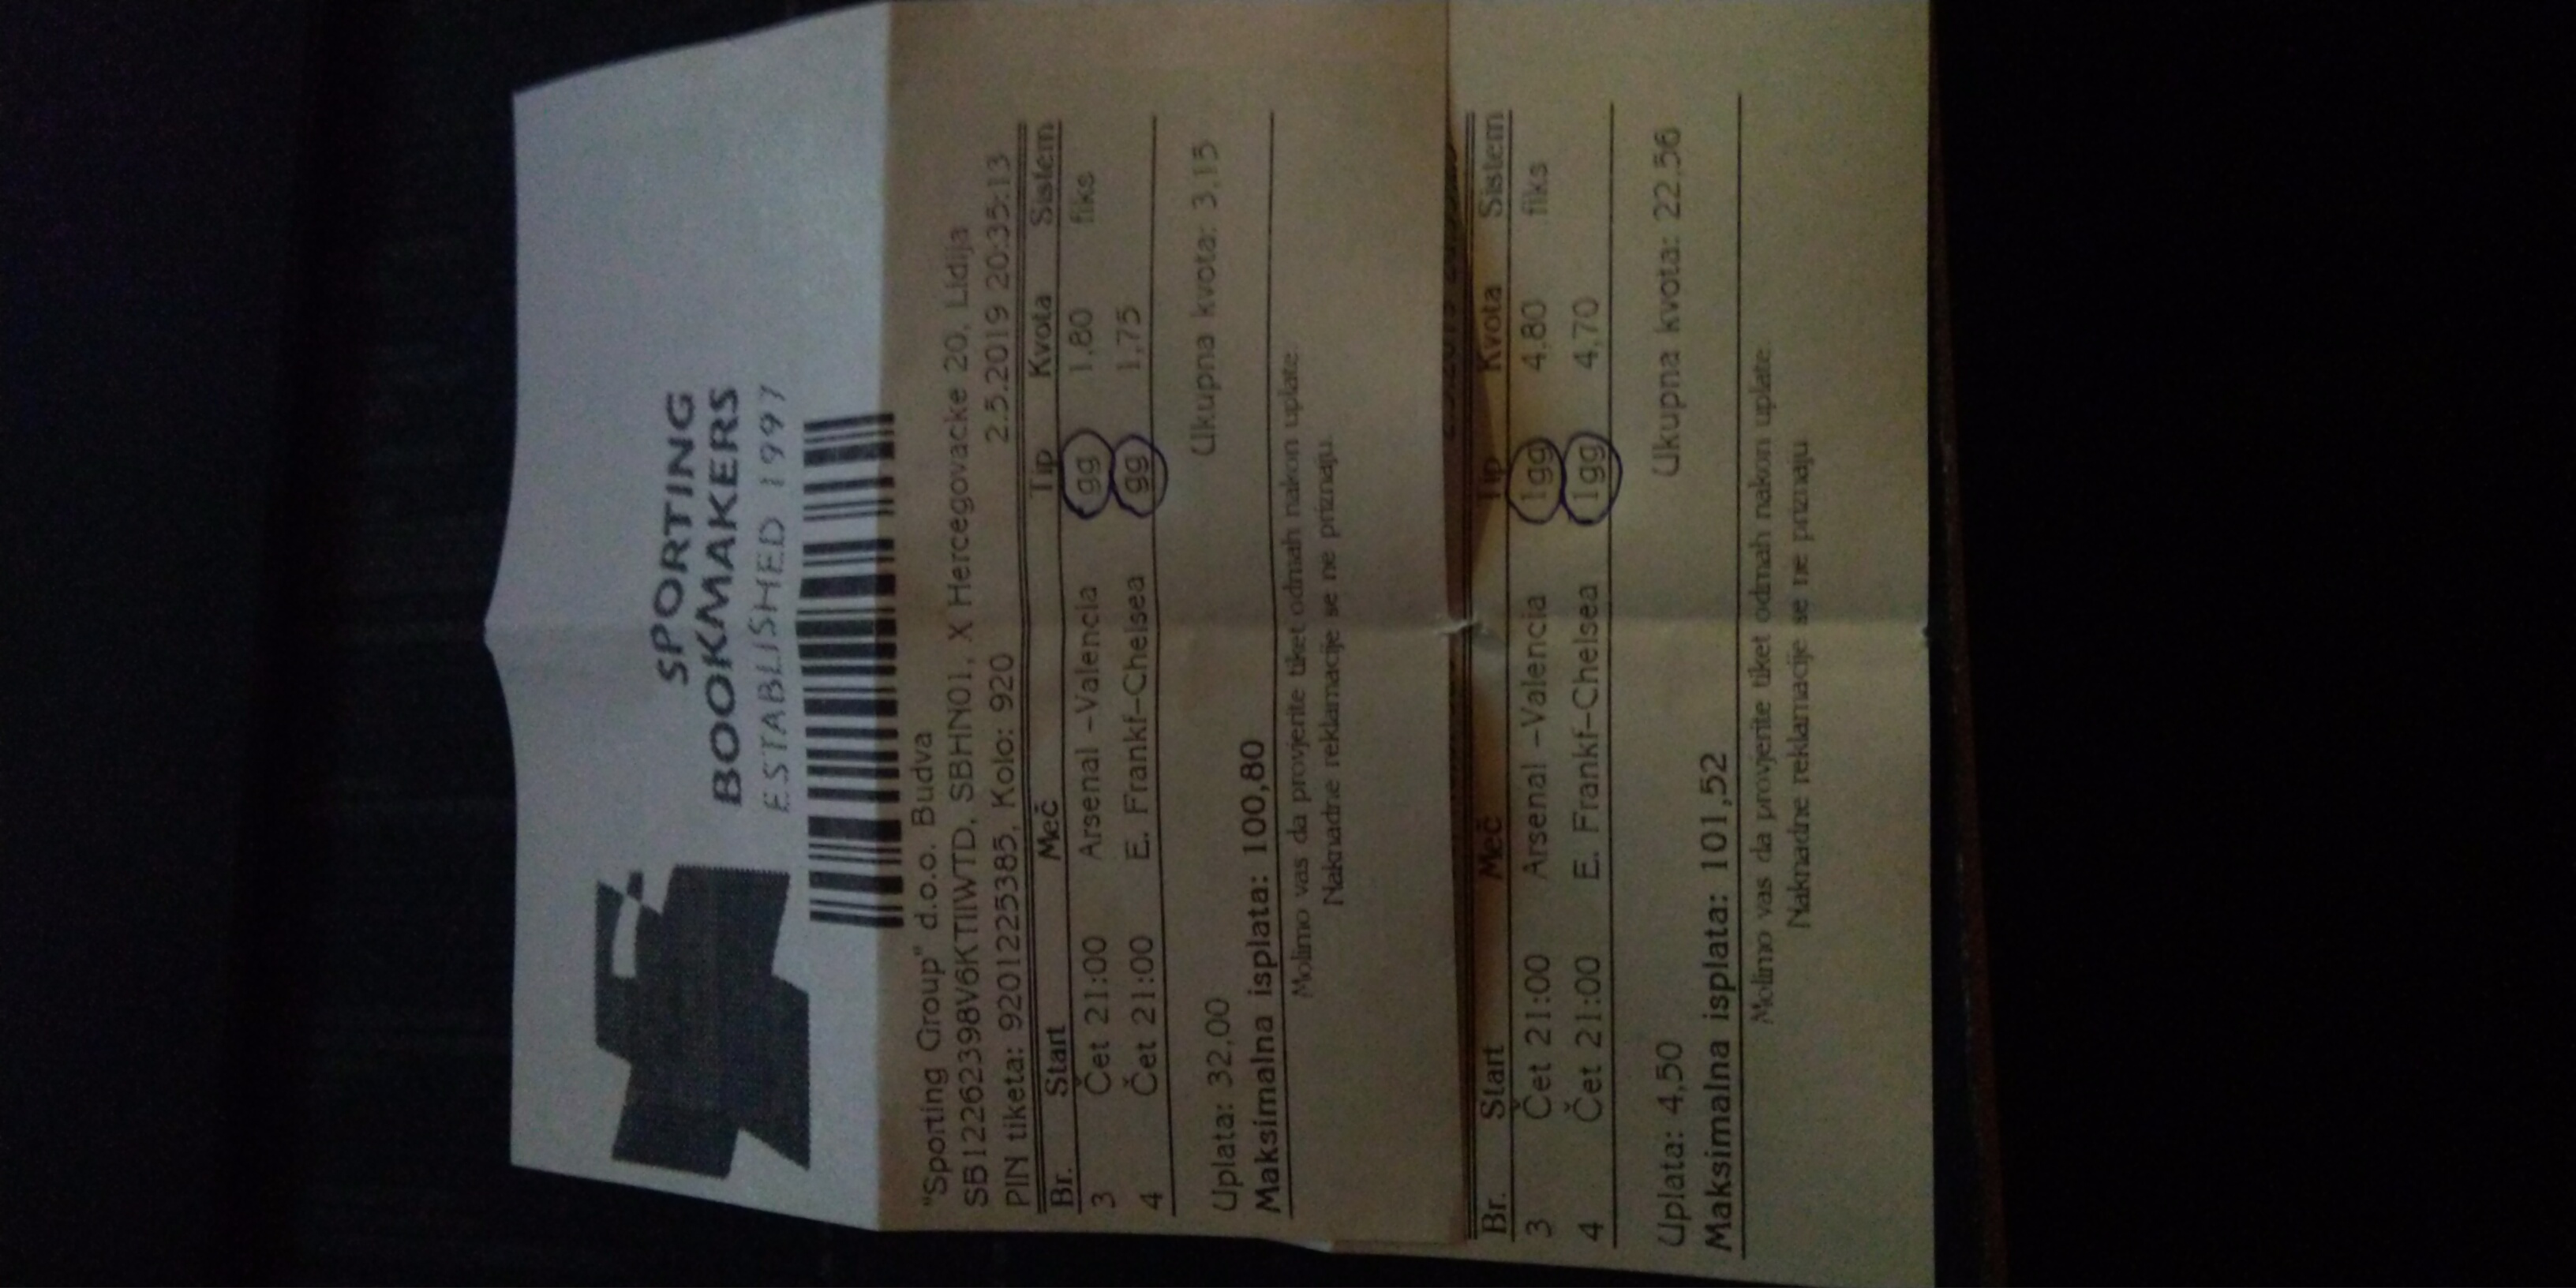 SPORTING
BOOKMAKERS
ESTABLISHED 1997
"Sporting Group" d.o.o. Budva
SB1226Z398V6KTIIWTD, SBHN01, X Hercegovacke 20, Lidija
PIN tiketa: 9201225385, Kolo: 920 2.5.2019 20:35:13
Br. Start Meč Tip Kvota Sistem
3 Čet 21:00 Arsenal -Valencia gg 1,80 fiks
4 Čet 21:00 E. Frankf-Chelsea gg 1,75
Ukupna kvota: 3,15
Uplata: 32,00
Maksimalna isplata: 100,80
Molimo vas da provjerite tiket odmah nakon uplate.
Naknadne reklamacije se ne priznaju.
Br. Start Meč Tip Kvota Sistem
3 Čet 21:00 Arsenal -Valencia 1gg 4,80 fiks
4 Čet 21:00 E. Frankf-Chelsea 1gg 4,70
Ukupna kvota: 22,56
Uplata: 4,50
Maksimalna isplata: 101,52
Molimo vas da provjerite tiket odmah nakon uplate.
Naknadne reklamacije se ne priznaju.